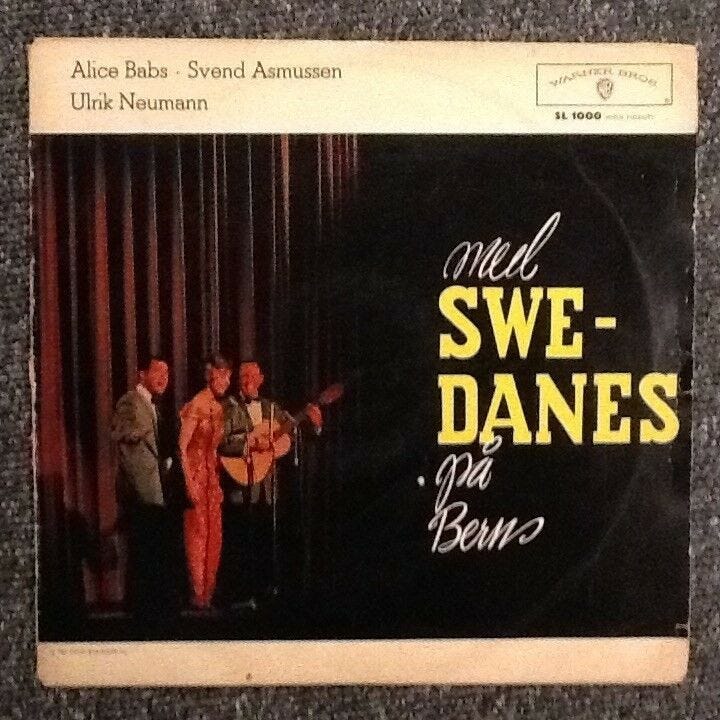 Alice Babs · Svend Asmussen
Ulrik Neumann
WARNER BROS
SL 1000
med
SWE-
DANES
på
Berns